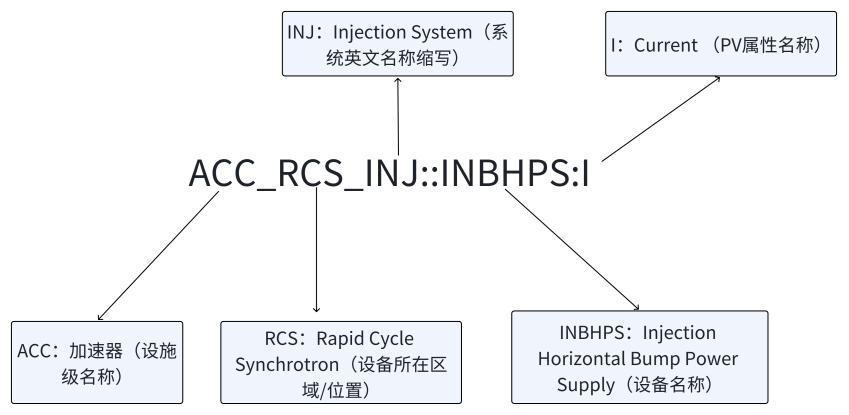 INJ：Injection System（系
统英文名称缩写）
I：Current （PV属性名称）
ACC_RCS_INJ::INBHPS:I
ACC：加速器（设施
级名称）
RCS：Rapid Cycle
Synchrotron（设备所在区
域/位置）
INBHPS：Injection
Horizontal Bump Power
Supply（设备名称）